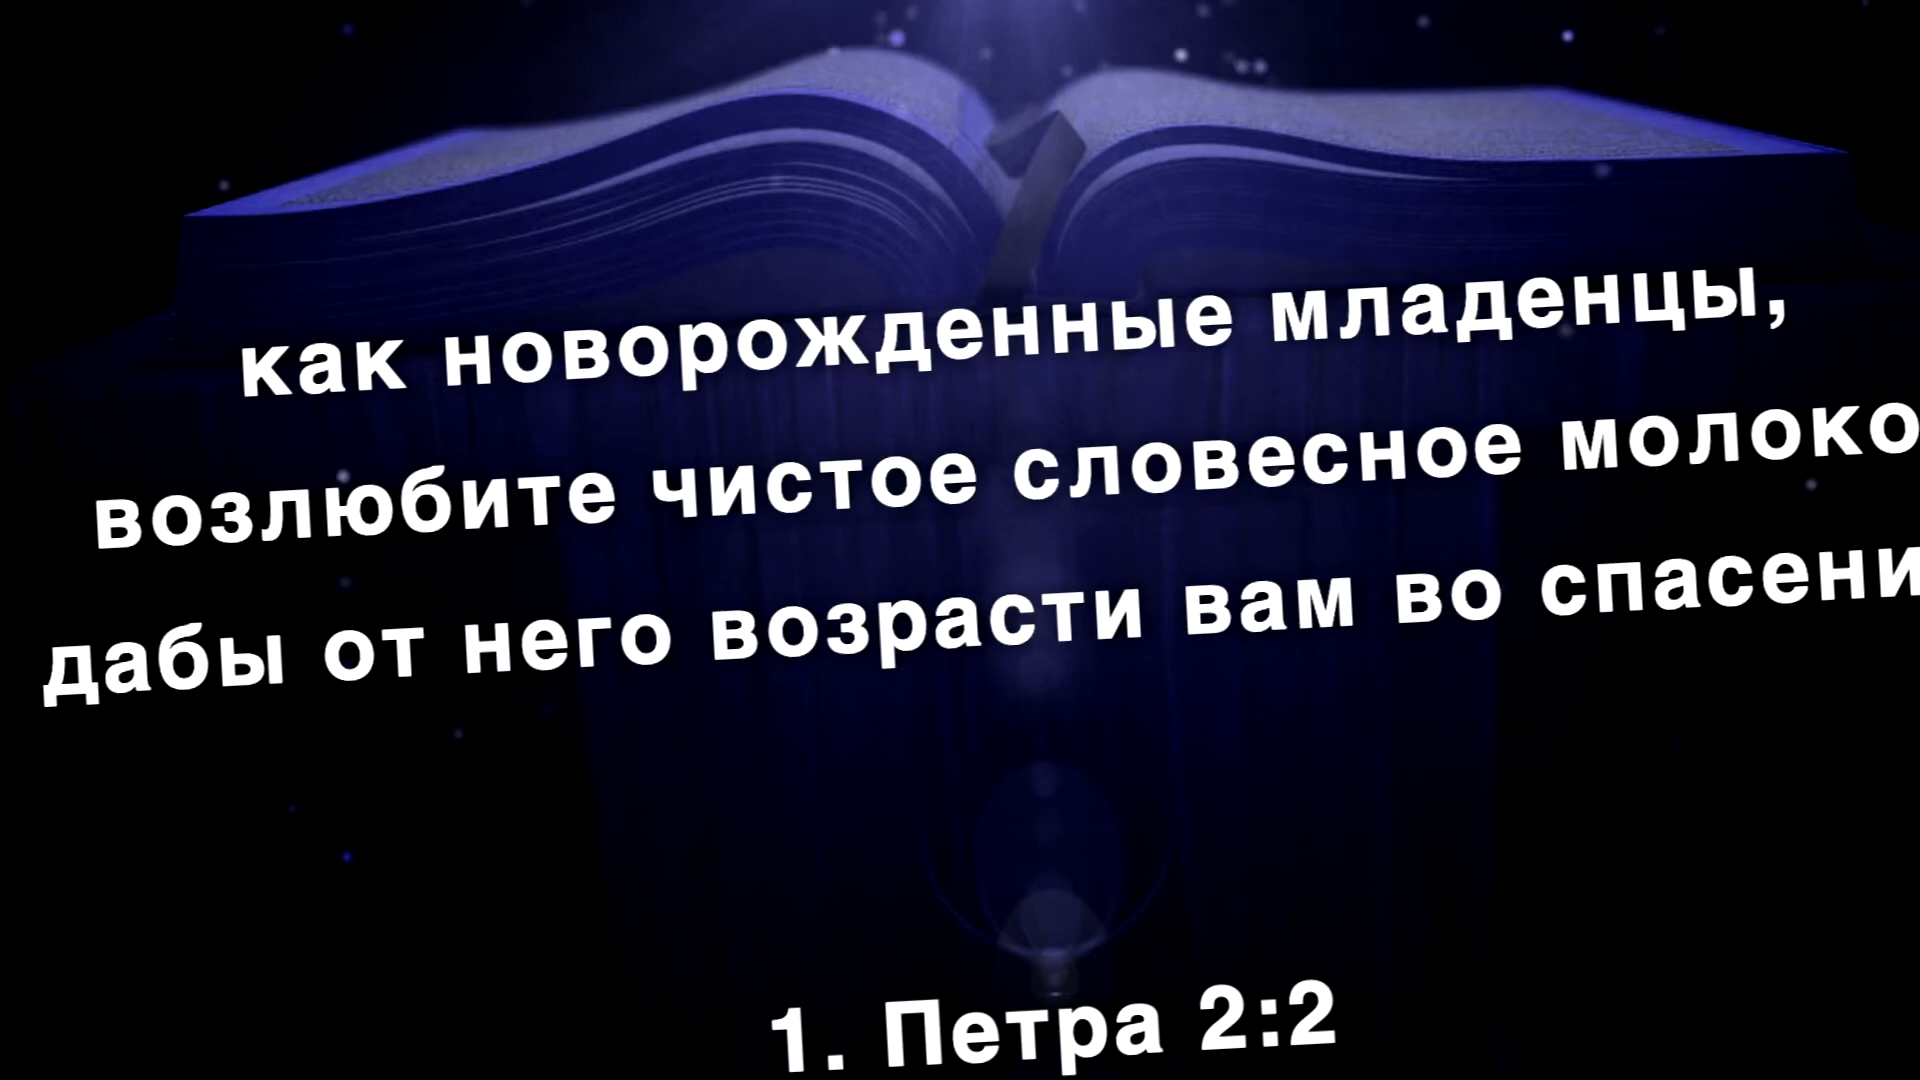 как новорожденные младенцы,
возлюбите чистое словесное молоко
дабы от него возрасти вам во спасени
1. Петра 2:2